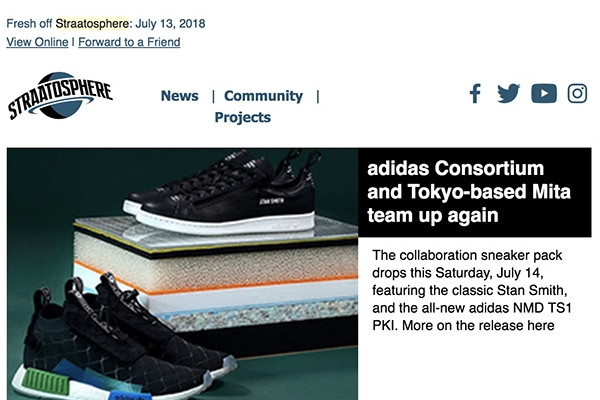 Fresh off Straatosphere: July 13, 2018
View Online | Forward to a Friend
STRAATOSPHERE
News | Community |
Projects
adidas Consortium
and Tokyo-based Mita
team up again
STAN SMITH
The collaboration sneaker pack
drops this Saturday, July 14,
featuring the classic Stan Smith,
and the all-new adidas NMD TS1
PKI. More on the release here